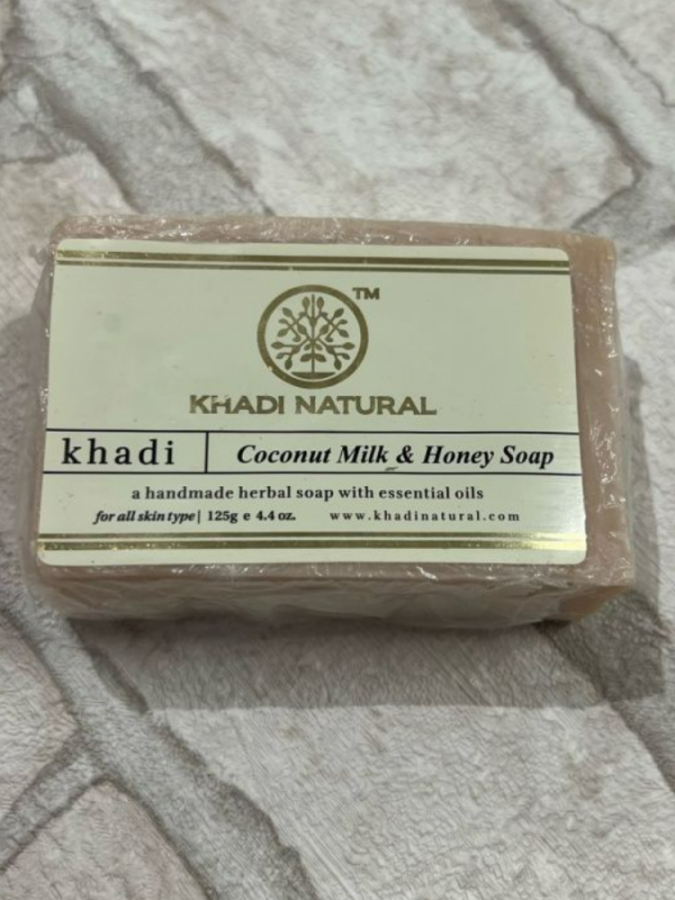 TM
KHADI NATURAL
khadi Coconut Milk & Honey Soap
a handmade herbal soap with essential oils
for all skin type| 125g e 4.4 oz. www.khadinatural.com